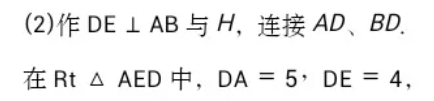 (2)作 DE ⊥ AB 与 H，连接 AD、BD.
在 Rt △ AED 中，DA = 5，DE = 4，